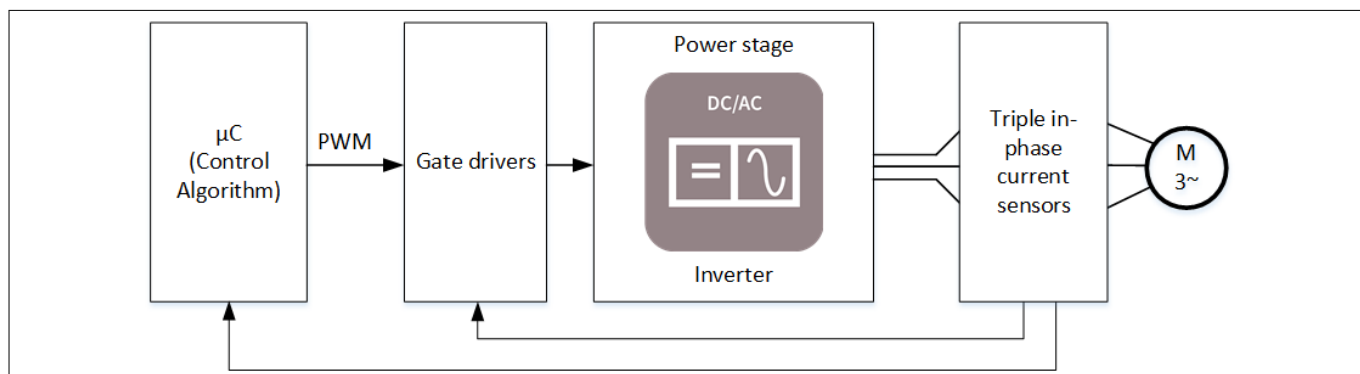 μC
(Control
Algorithm)
PWM
Gate drivers
Power stage
DC/AC
=
Inverter
Triple in-
phase
current
sensors
M
3~